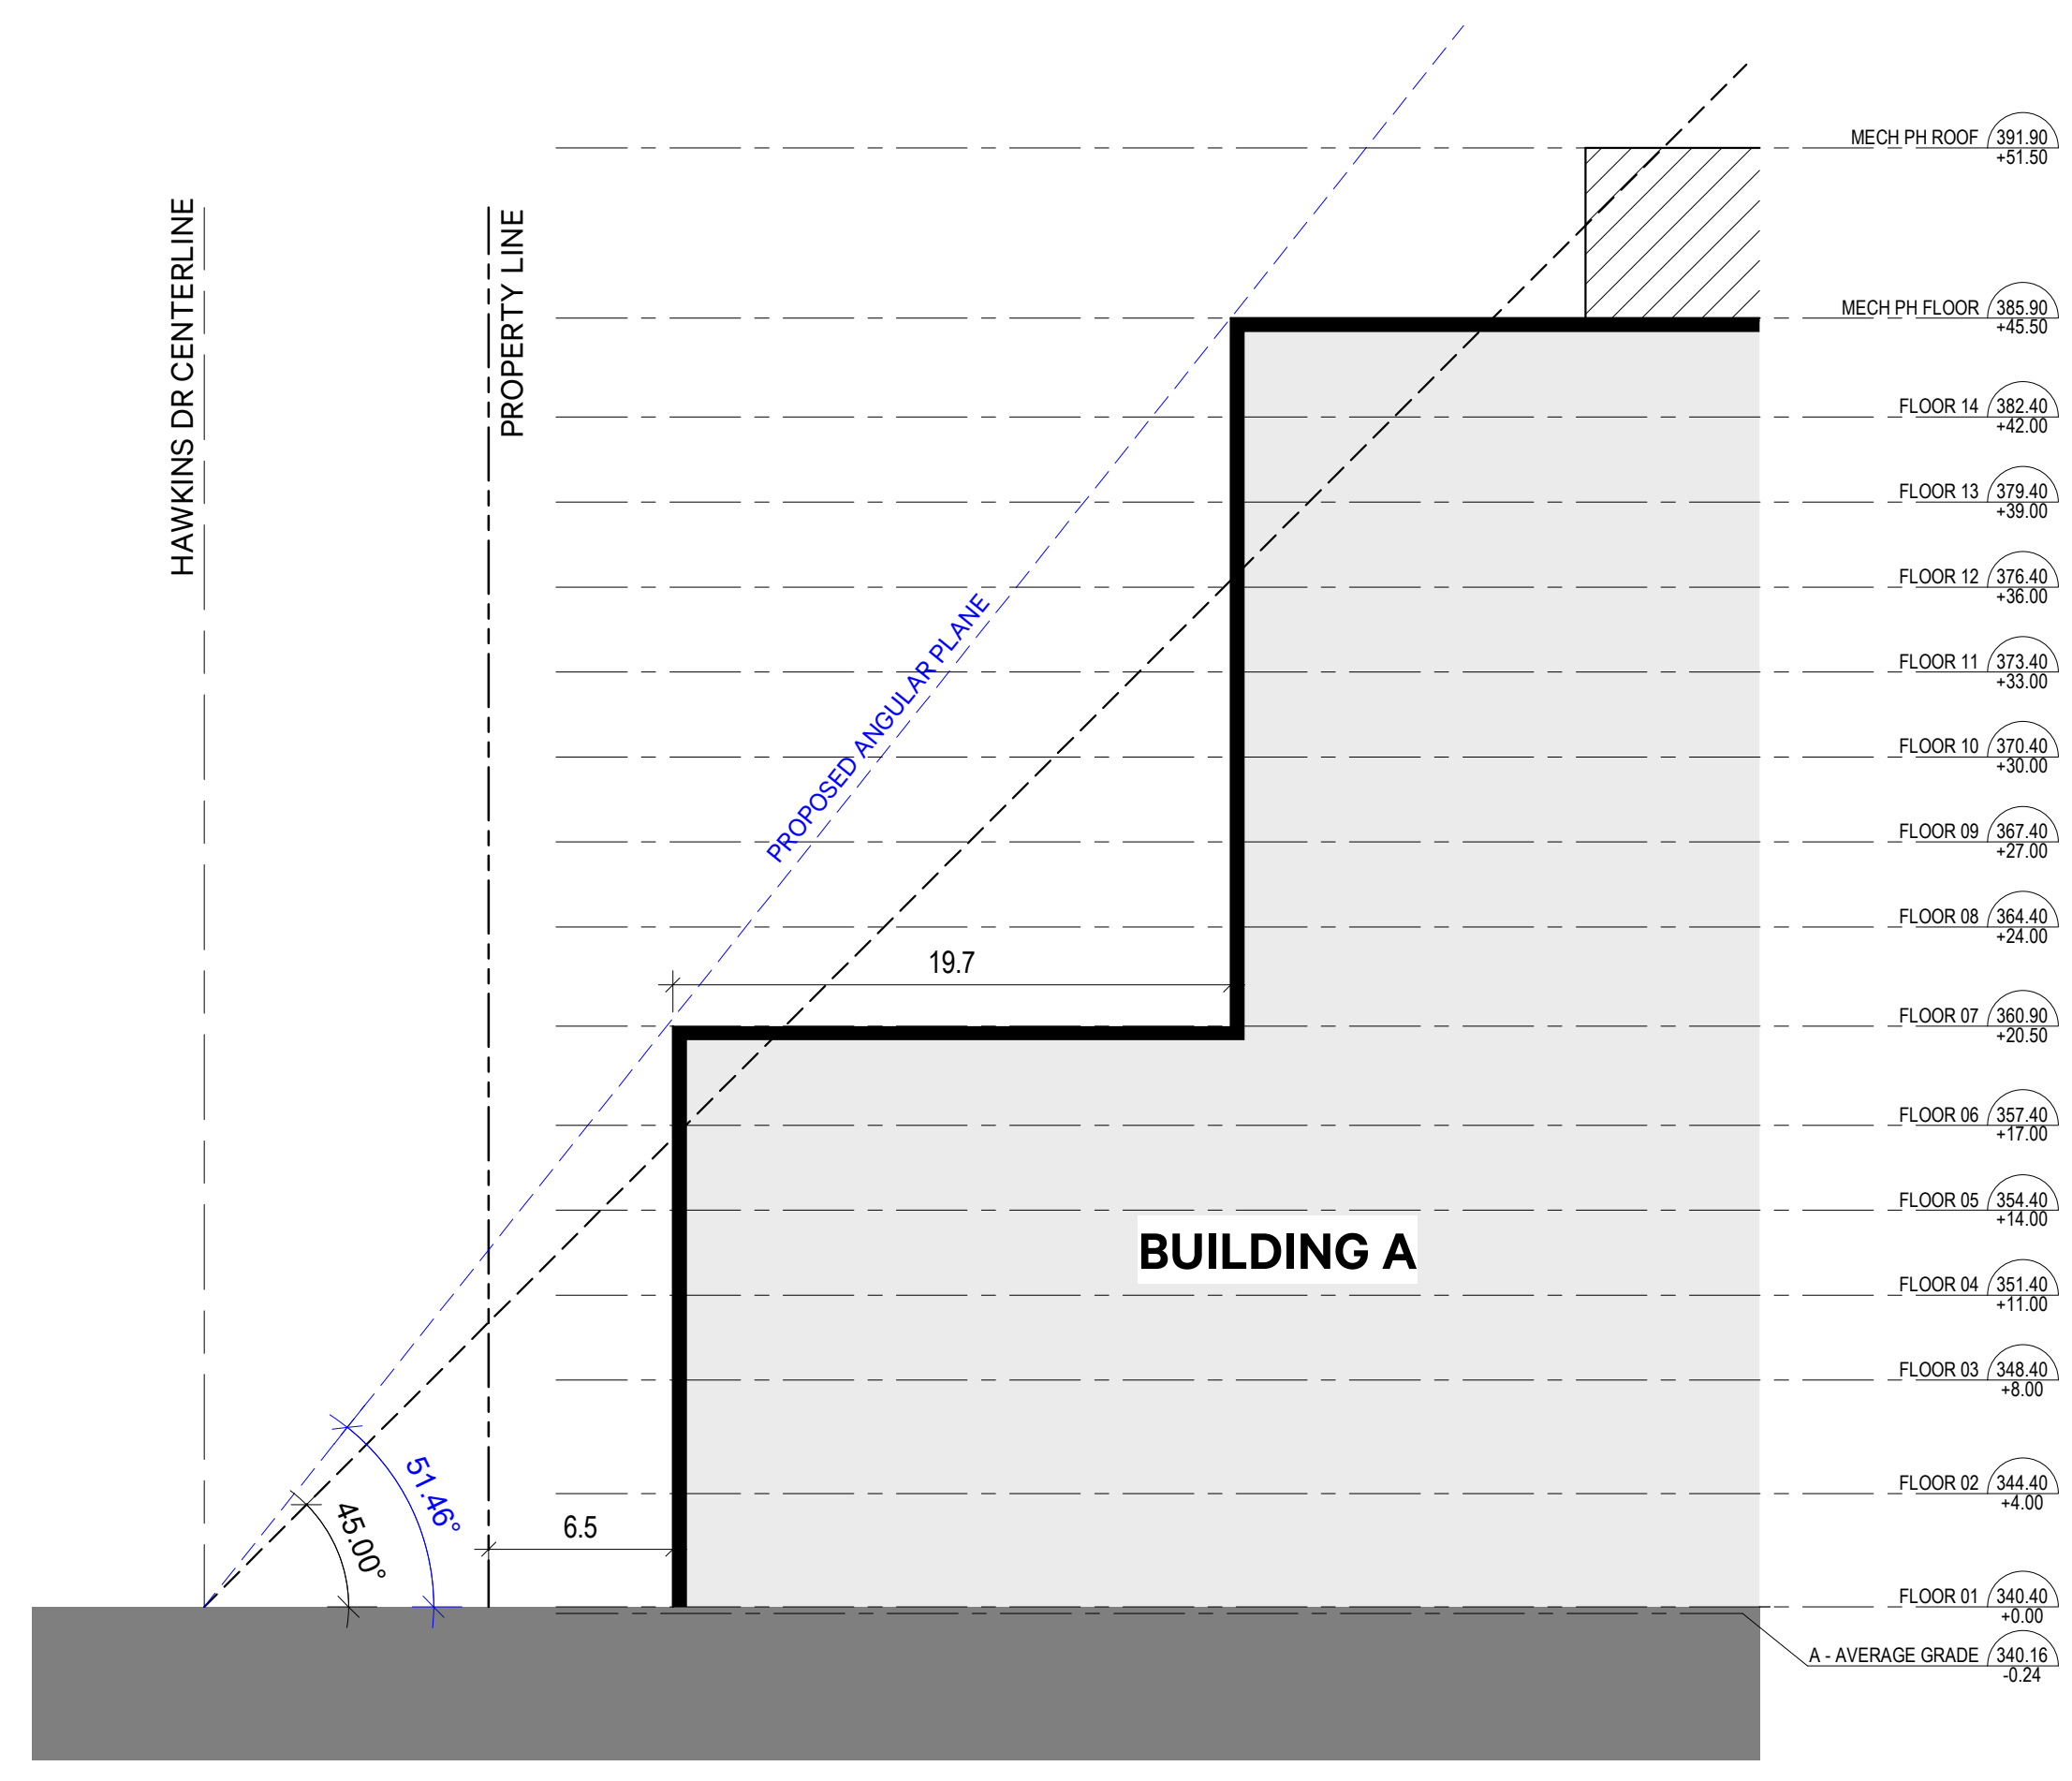 MECH PH ROOF 391.90
+51.50
HAWKINS DR CENTERLINE
PROPERTY LINE
MECH PH FLOOR 385.90
+45.50
FLOOR 14 382.40
+42.00
FLOOR 13 379.40
+39.00
FLOOR 12 376.40
+36.00
PROPOSED ANGULAR PLANE
FLOOR 11 373.40
+33.00
FLOOR 10 370.40
+30.00
FLOOR 09 367.40
+27.00
FLOOR 08 364.40
+24.00
19.7
FLOOR 07 360.90
+20.50
FLOOR 06 357.40
+17.00
FLOOR 05 354.40
+14.00
BUILDING A
FLOOR 04 351.40
+11.00
FLOOR 03 348.40
+8.00
51.46°
FLOOR 02 344.40
+4.00
45.00°
6.5
FLOOR 01 340.40
+0.00
A - AVERAGE GRADE 340.16
-0.24